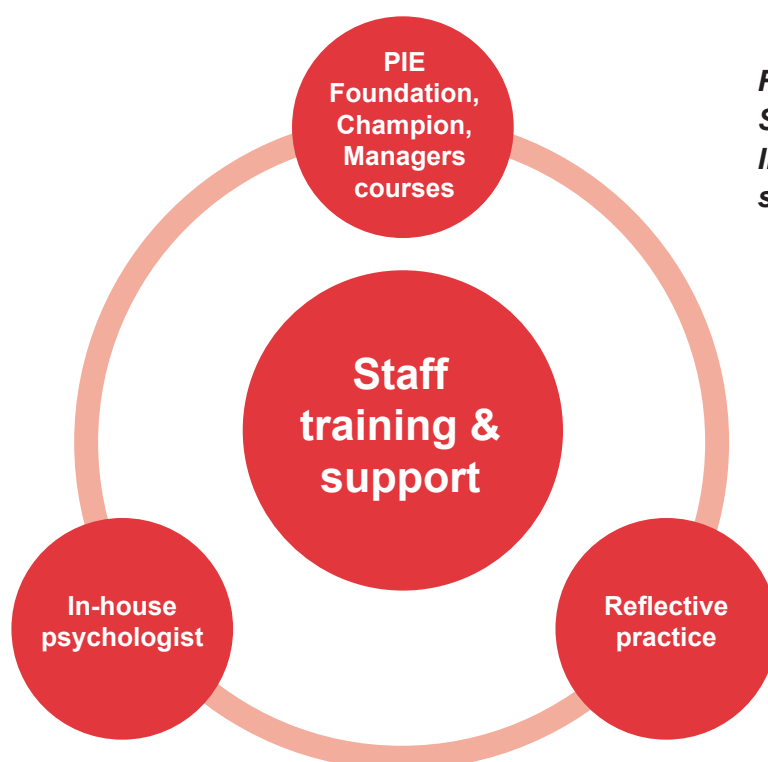 PIE
Foundation,
Champion,
Managers
courses
Staff
training &
support
In-house
psychologist
Reflective
practice